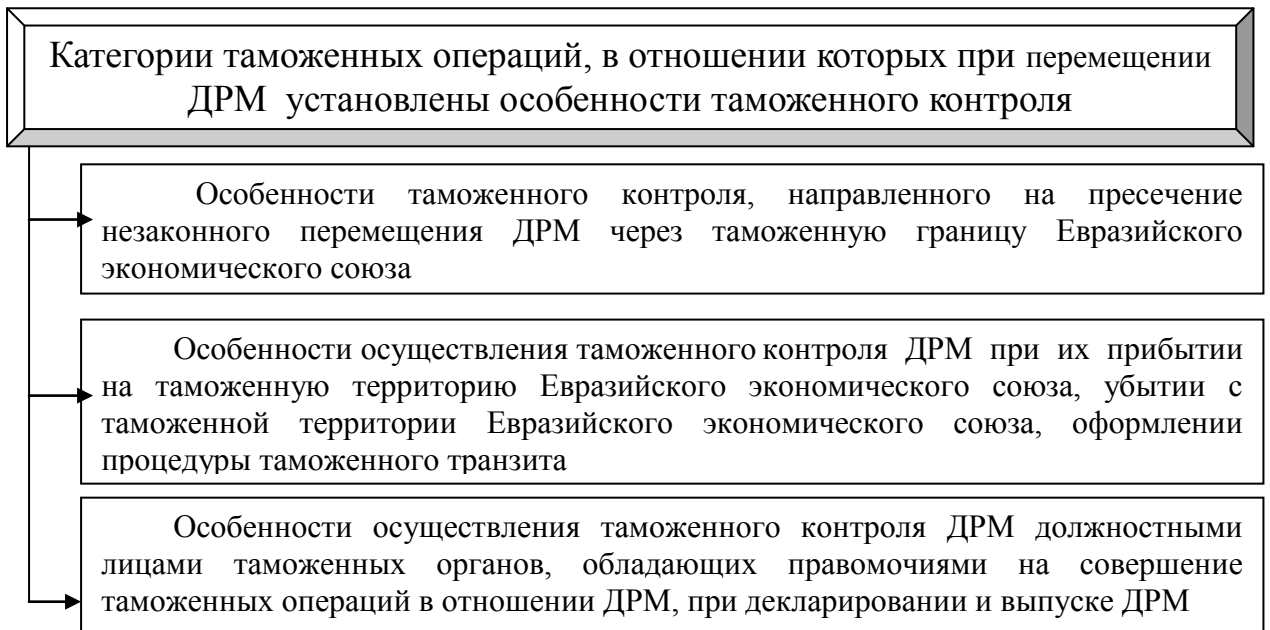 Категории таможенных операций, в отношении которых при перемещении
ДРМ установлены особенности таможенного контроля
Особенности таможенного контроля, направленного на пресечение
незаконного перемещения ДРМ через таможенную границу Евразийского
экономического союза
Особенности осуществления таможенного контроля ДРМ при их прибытии
на таможенную территорию Евразийского экономического союза, убытии с
таможенной территории Евразийского экономического союза, оформлении
процедуры таможенного транзита
Особенности осуществления таможенного контроля ДРМ должностными
лицами таможенных органов, обладающих правомочиями на совершение
таможенных операций в отношении ДРМ, при декларировании и выпуске ДРМ